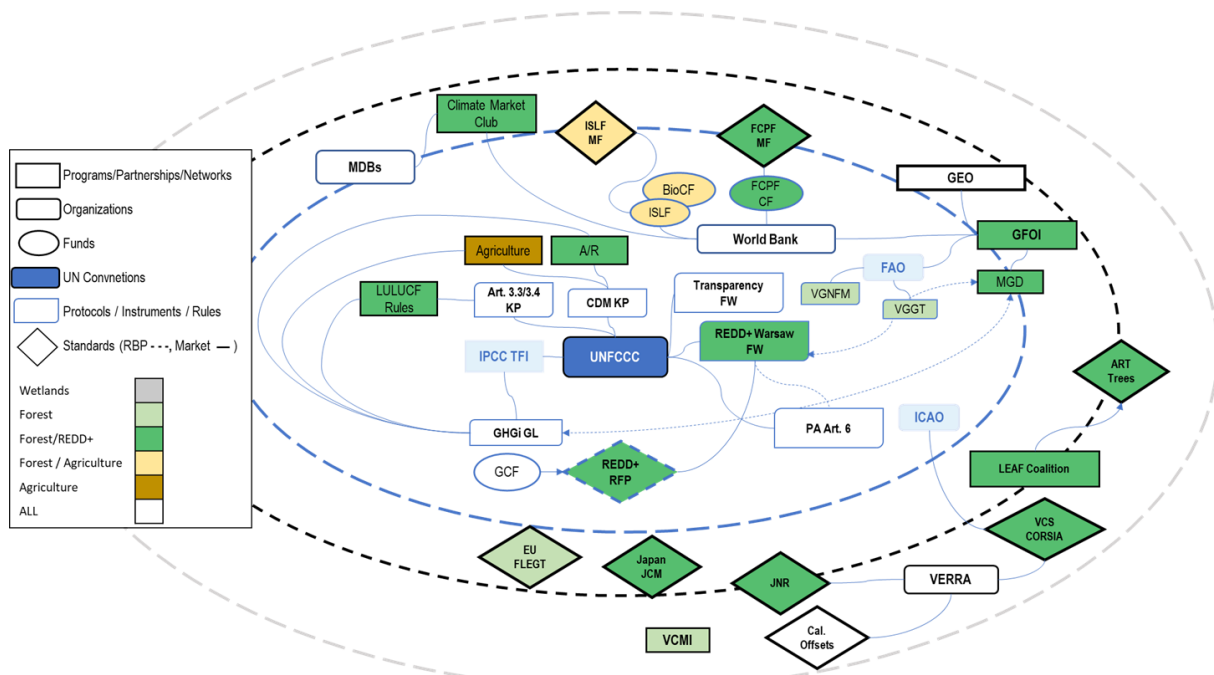 Programs/Partnerships/Networks
Organizations
Funds
UN Convnetions
Protocols / Instruments / Rules
Standards (RBP - - -, Market — )
Wetlands
Forest
Forest/REDD+
Forest / Agriculture
Agriculture
ALL
Climate Market
Club
ISLF
MF
FCPF
MF
MDBs
GEO
BioCF
ISLF
FCPF
CF
World Bank
GFOI
Agriculture
A/R
FAO
MGD
VGNFM
VGGT
LULUCF
Rules
Art. 3.3/3.4
KP
CDM KP
Transparency
FW
REDD+ Warsaw
FW
IPCC TFI
UNFCCC
ART
Trees
ICAO
GHGi GL
PA Art. 6
GCF
REDD+
RFP
LEAF Coalition
EU
FLEGT
Japan
JCM
JNR
VCS
CORSIA
VERRA
VCMI
Cal.
Offsets